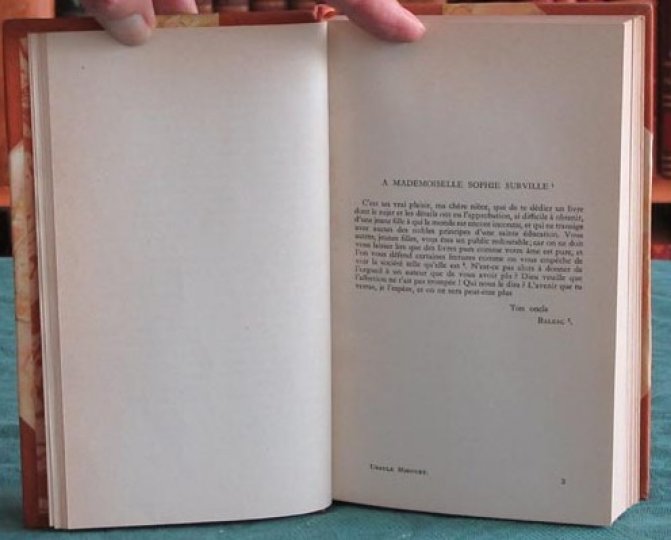 A MADEMOISELLE SOPHIE SURVILLE ¹
C'est un vrai plaisir, ma chère nièce, que de te dédier un livre
dont le sujet et les détails ont eu l'approbation, si difficile à obtenir,
d'une jeune fille à qui le monde est encore inconnu, et qui ne transige
avec aucun des nobles principes d'une sainte éducation. Vous
autres, jeunes filles, vous êtes un public redoutable; car on ne doit
vous laisser lire que des livres purs comme votre âme est pure, et
l'on vous défend certaines lectures comme on vous empêche de
voir la société telle qu'elle est ². N'est-ce pas alors à donner de
l'orgueil à un auteur que de vous avoir plu ? Dieu veuille que
l'affection ne t'ait pas trompée ! Qui nous le dira ? L'avenir que tu
verras, je l'espère, et où ne sera peut-être plus
Ton oncle
BALZAC ³.
URSULE MIROUET.